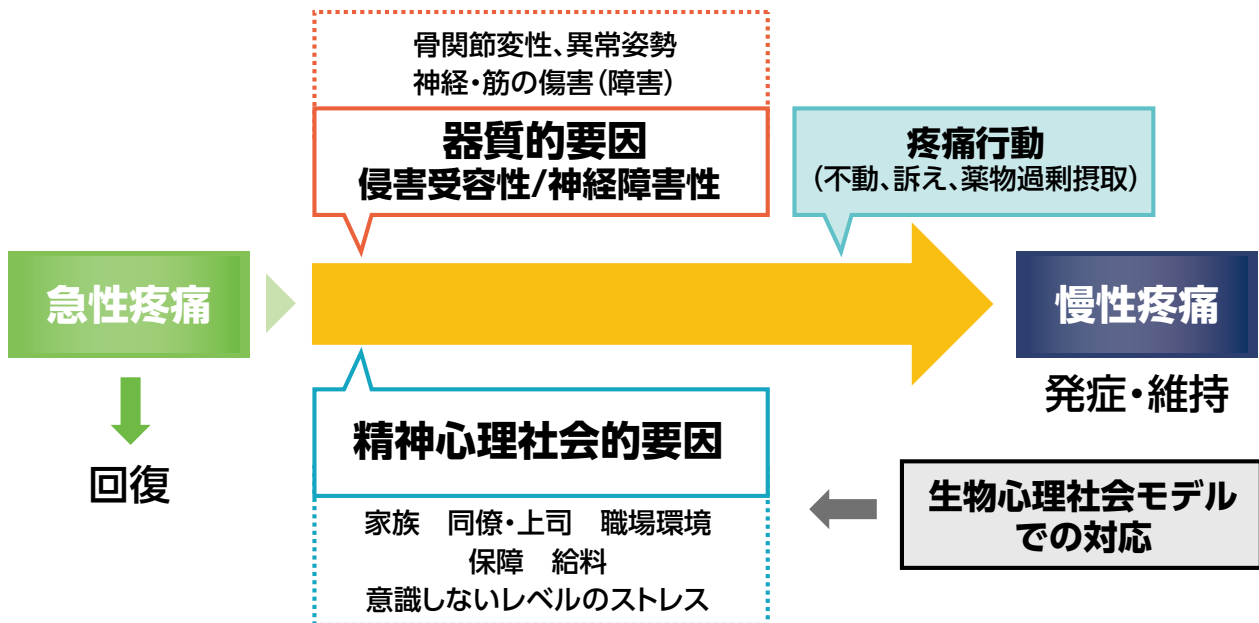 骨関節変性、異常姿勢
神経・筋の傷害(障害)
器質的要因
侵害受容性/神経障害性
疼痛行動
(不動、訴え、薬物過剰摂取)
急性疼痛
慢性疼痛
発症・維持
回復
精神心理社会的要因
家族　同僚・上司　職場環境
保障　給料
意識しないレベルのストレス
生物心理社会モデル
での対応